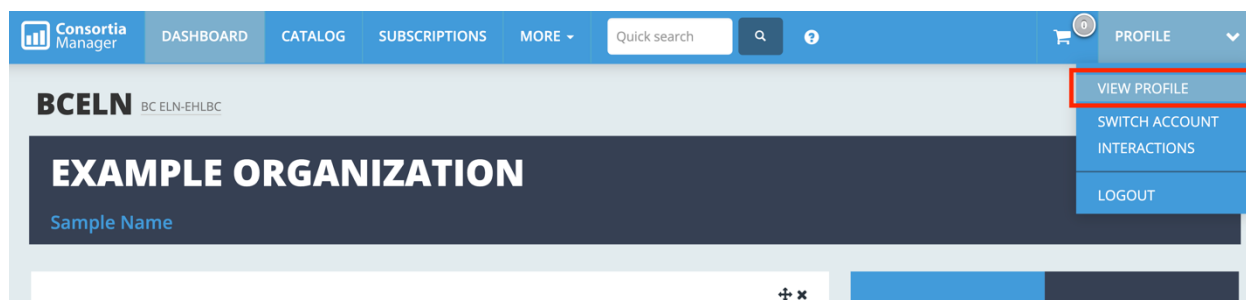 Consortia
Manager
DASHBOARD CATALOG SUBSCRIPTIONS MORE Quick search 0 PROFILE
VIEW PROFILE
SWITCH ACCOUNT
INTERACTIONS
LOGOUT
BCELN BC ELN-EHLBC
EXAMPLE ORGANIZATION
Sample Name